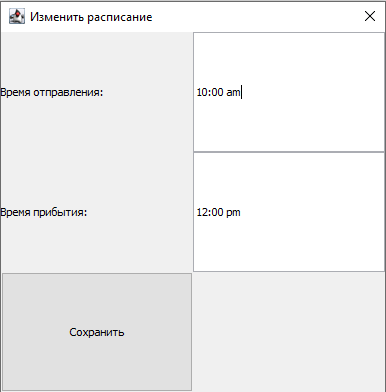 Изменить расписание
Время отправления: 10:00 am
Время прибытия: 12:00 pm
Сохранить